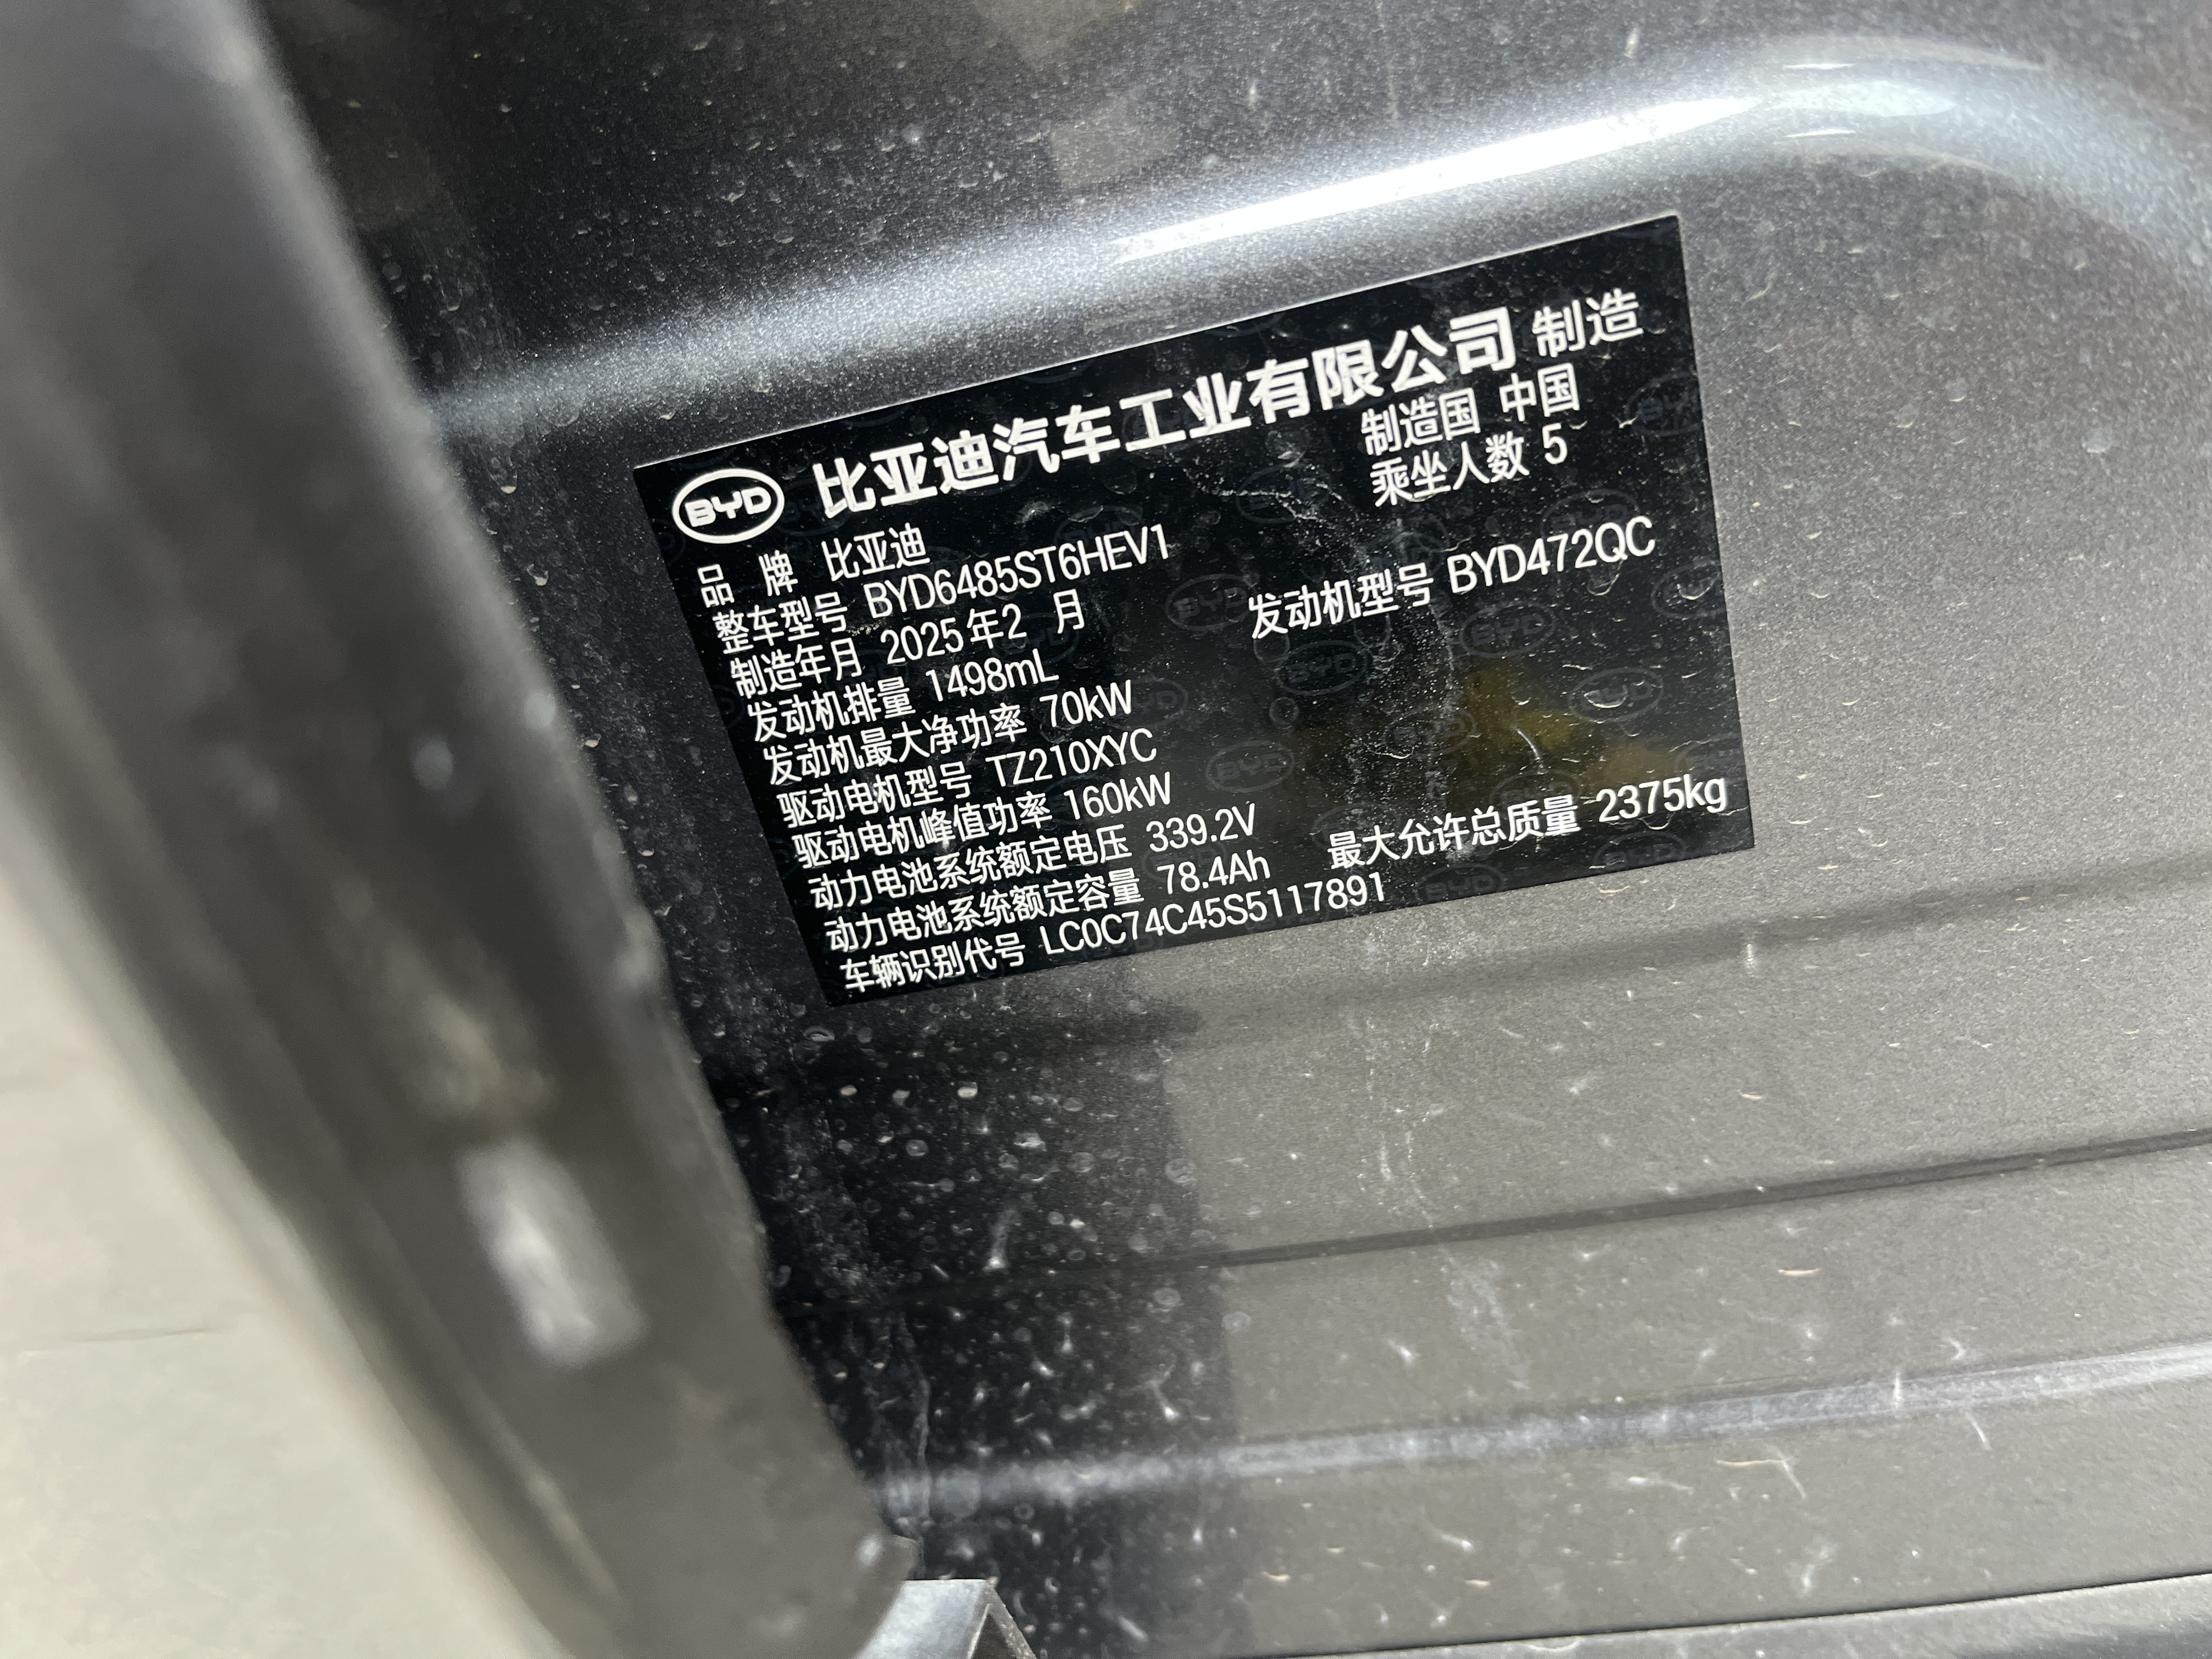 BYD 比亚迪汽车工业有限公司 制造
制造国 中国
乘坐人数 5
品 牌 比亚迪
整车型号 BYD6485ST6HEV1
制造年月 2025年2 月
发动机型号 BYD472QC
发动机排量 1498mL
发动机最大净功率 70kW
驱动电机型号 TZ210XYC
驱动电机峰值功率 160kW
动力电池系统额定电压 339.2V
最大允许总质量 2375kg
动力电池系统额定容量 78.4Ah
车辆识别代号 LC0C74C45S5117891